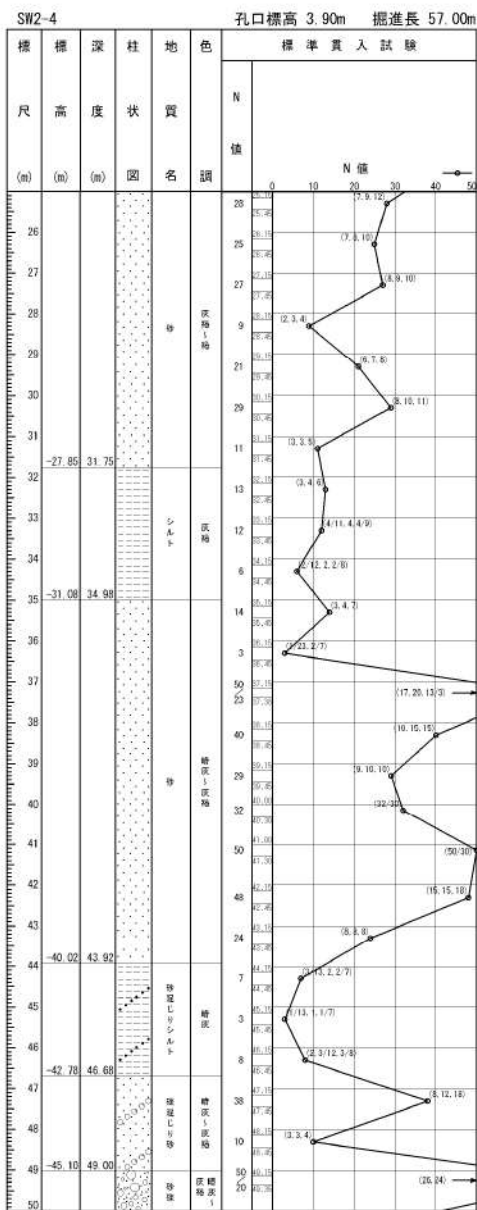 SW2-4 孔口標高 3.90m 掘進長 57.00m
標尺(m) 標高(m) 深度(m) 柱状図 地質名 色調 標準貫入試験
N値 N 値
0 10 20 30 40 50
28 (7, 9, 12)
26
25
27 (8, 9, 10)
27
28
9 (2, 3, 4)
砂 灰褐~褐
29
21 (6, 7, 8)
30
29 (8, 10, 11)
31
11 (3, 3, 5)
-27.85 31.75
32
13 (3, 4, 6)
33
シルト 灰褐
12 (4/11, 4, 4/9)
34
6 (2/12, 2, 2/8)
-31.08 34.98
35
14 (3, 4, 7)
36
3 (1/23, 2/7)
37
50/23 (17, 20, 13/3)
38
40 (10, 15, 15)
39
29 (9, 10, 10)
砂 暗灰~灰褐
40
32 (32/30)
41
50 (50/30)
42
48 (15, 15, 18)
43
24 (8, 8, 8)
-40.02 43.92
44
7 (3/13, 2, 2/7)
45
砂混じりシルト 暗灰
3 (1/13, 1, 1/7)
46
8 (2, 3/12, 3/8)
-42.78 46.68
47
38 (8, 12, 18)
礫混じり砂 暗灰~灰褐
48
10 (3, 3, 4)
-45.10 49.00
49
50/20 (26, 24)
砂礫 暗灰~灰褐
50